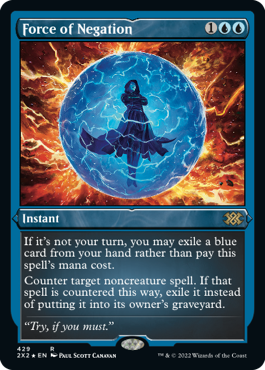 Force of Negation 1
Instant
If it's not your turn, you may exile a blue
card from your hand rather than pay this
spell's mana cost.
Counter target noncreature spell. If that
spell is countered this way, exile it instead
of putting it into its owner's graveyard.
"Try, if you must."
429 R
2X2 ★ EN Paul Scott Canavan
™ & © 2022 Wizards of the Coast